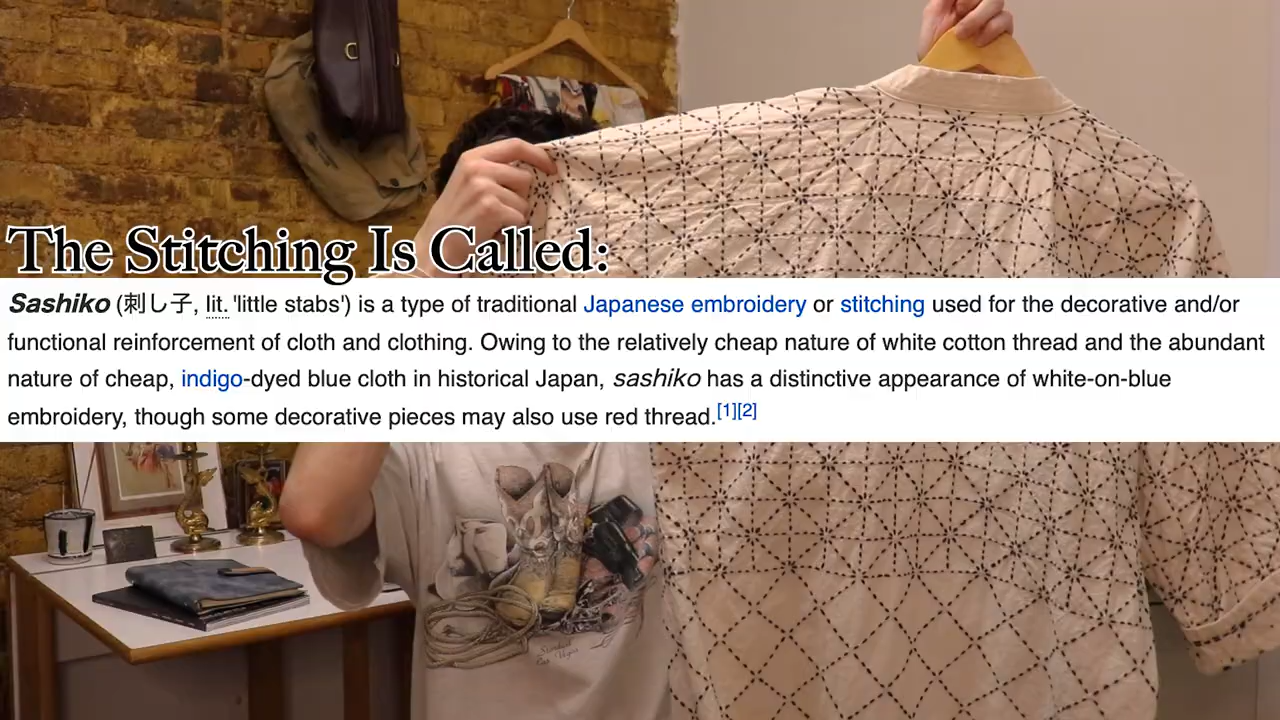 The Stitching Is Called:
Sashiko (刺し子, lit. 'little stabs') is a type of traditional Japanese embroidery or stitching used for the decorative and/or
functional reinforcement of cloth and clothing. Owing to the relatively cheap nature of white cotton thread and the abundant
nature of cheap, indigo-dyed blue cloth in historical Japan, sashiko has a distinctive appearance of white-on-blue
embroidery, though some decorative pieces may also use red thread.[1][2]